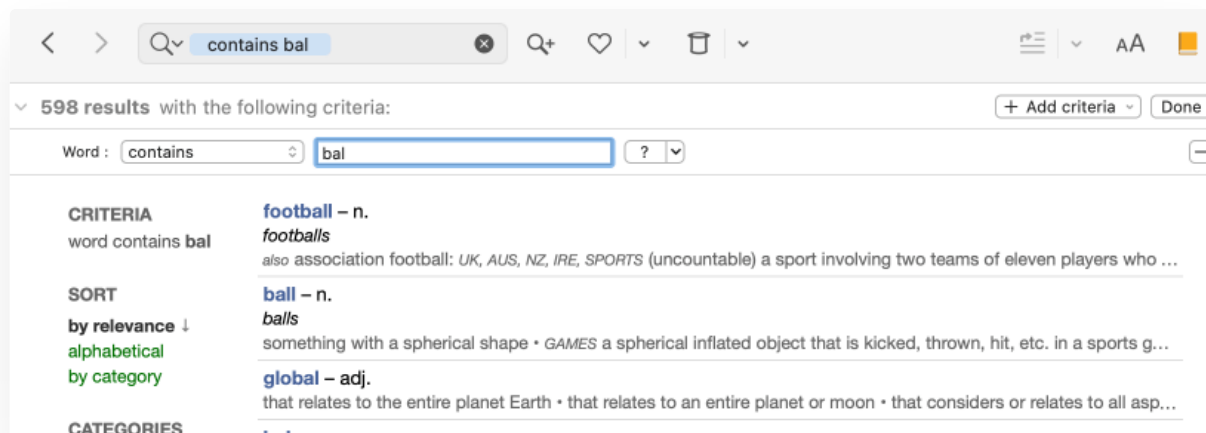 contains bal
AA
598 results with the following criteria:
+ Add criteria
Done
Word : contains bal ?
CRITERIA
word contains bal
SORT
by relevance ↓
alphabetical
by category
CATEGORIES
football – n.
footballs
also association football: UK, AUS, NZ, IRE, SPORTS (uncountable) a sport involving two teams of eleven players who ...
ball – n.
balls
something with a spherical shape • GAMES a spherical inflated object that is kicked, thrown, hit, etc. in a sports g...
global – adj.
that relates to the entire planet Earth • that relates to an entire planet or moon • that considers or relates to all asp...